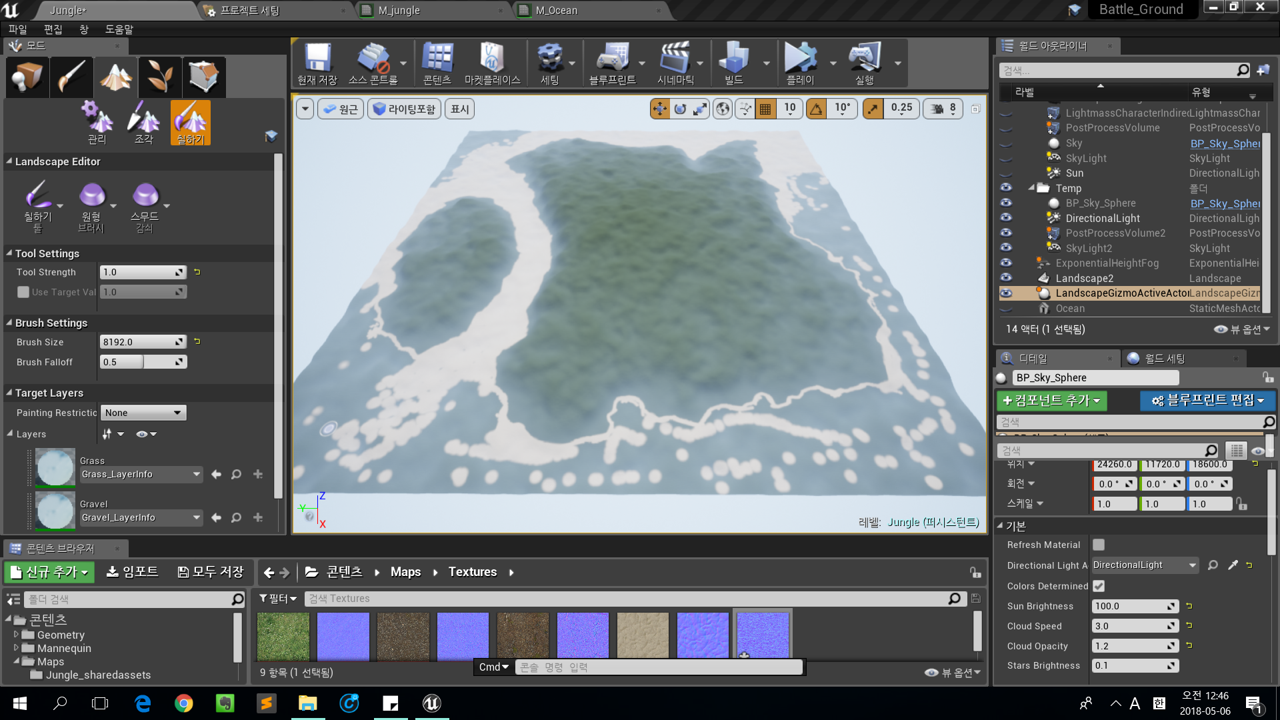 Jungle*
프로젝트 세팅
M_jungle
M_Ocean
Battle_Ground
파일 편집 창 도움말
모드
관리 조각 칠하기
Landscape Editor
칠하기 원형 스무드
툴 브러시 감쇠
Tool Settings
Tool Strength 1.0
Use Target Val 1.0
Brush Settings
Brush Size 8192.0
Brush Falloff 0.5
Target Layers
Painting Restrictio None
Layers
Grass
Grass_LayerInfo
Gravel
Gravel_LayerInfo
현재 저장 소스 콘트롤 콘텐츠 마켓플레이스 세팅 블루프린트 시네마틱 빌드 플레이 실행
원근 라이팅포함 표시 10 10° 0.25 8
Z
Y
X
레벨: Jungle (퍼시스턴트)
월드 아웃라이너
검색...
라벨 유형
LightmassCharacterIndirec LightmassChar
PostProcessVolume PostProcessVo
Sky BP_Sky_Spher
SkyLight SkyLight
Sun DirectionalLigh
Temp 폴더
BP_Sky_Sphere BP_Sky_Spher
DirectionalLight DirectionalLigh
PostProcessVolume2 PostProcessVo
SkyLight2 SkyLight
ExponentialHeightFog ExponentialHei
Landscape2 Landscape
LandscapeGizmoActiveActor LandscapeGizr
Ocean StaticMeshActo
14 액터 (1 선택됨) 뷰 옵션
디테일 월드 세팅
BP_Sky_Sphere
컴포넌트 추가 블루프린트 편집
검색
검색
위치 24260.0 11720.0 18600.0
회전 0.0 ° 0.0 ° 0.0 °
스케일 1.0 1.0 1.0
기본
Refresh Material
Directional Light A DirectionalLight
Colors Determined
Sun Brightness 100.0
Cloud Speed 3.0
Cloud Opacity 1.2
Stars Brightness 0.1
콘텐츠 브라우저
신규 추가 임포트 모두 저장 콘텐츠 Maps Textures
폴더 검색
필터 검색 Textures
콘텐츠
Geometry
Mannequin
Maps
Jungle_sharedassets
9 항목 (1 선택됨) 뷰 옵션
Cmd 콘솔 명령 입력
A 한
오전 12:46
2018-05-06
1